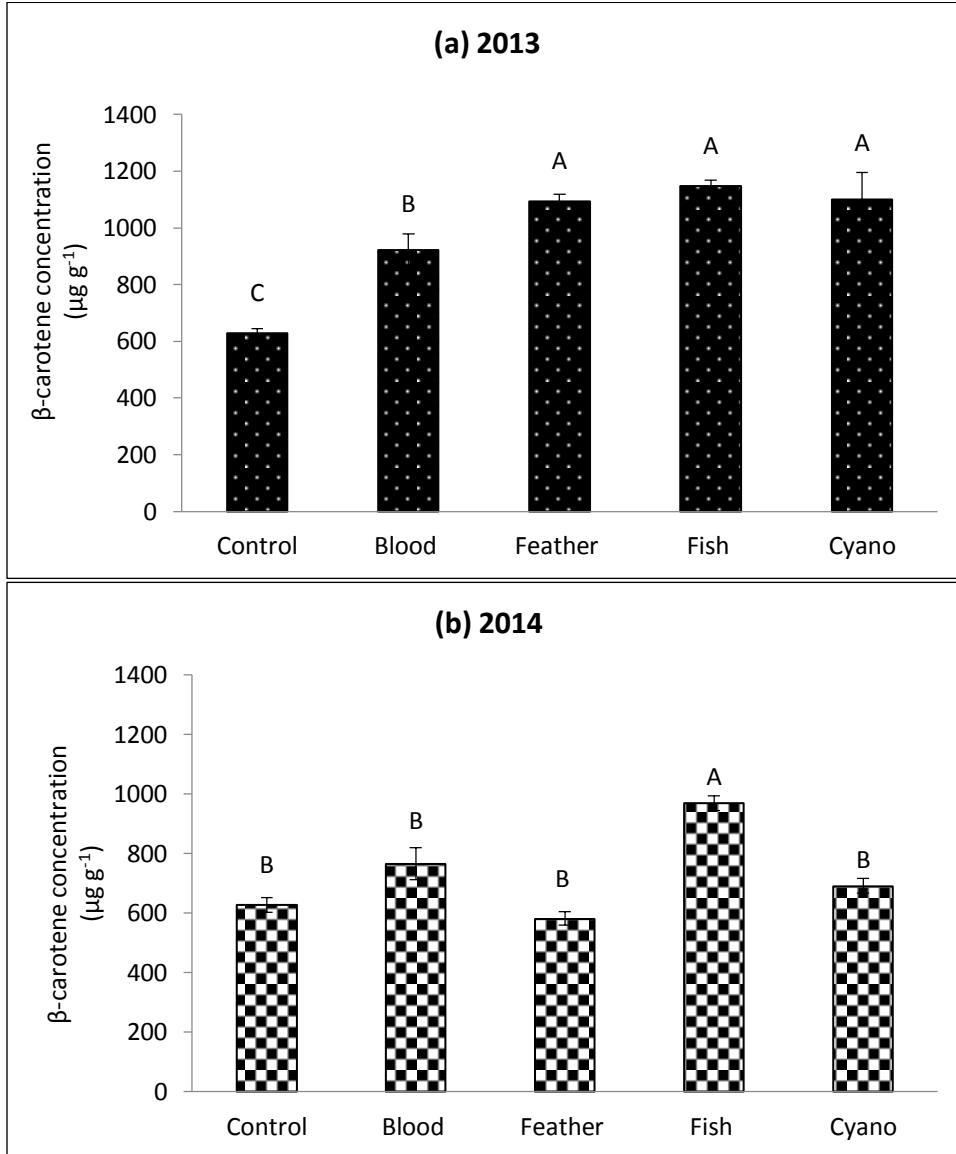 (a) 2013
β-carotene concentration
(µg g⁻¹)
1400
1200
1000
800
600
400
200
0
C
B
A
A
A
Control Blood Feather Fish Cyano
(b) 2014
β-carotene concentration
(µg g⁻¹)
1400
1200
1000
800
600
400
200
0
B
B
B
A
B
Control Blood Feather Fish Cyano